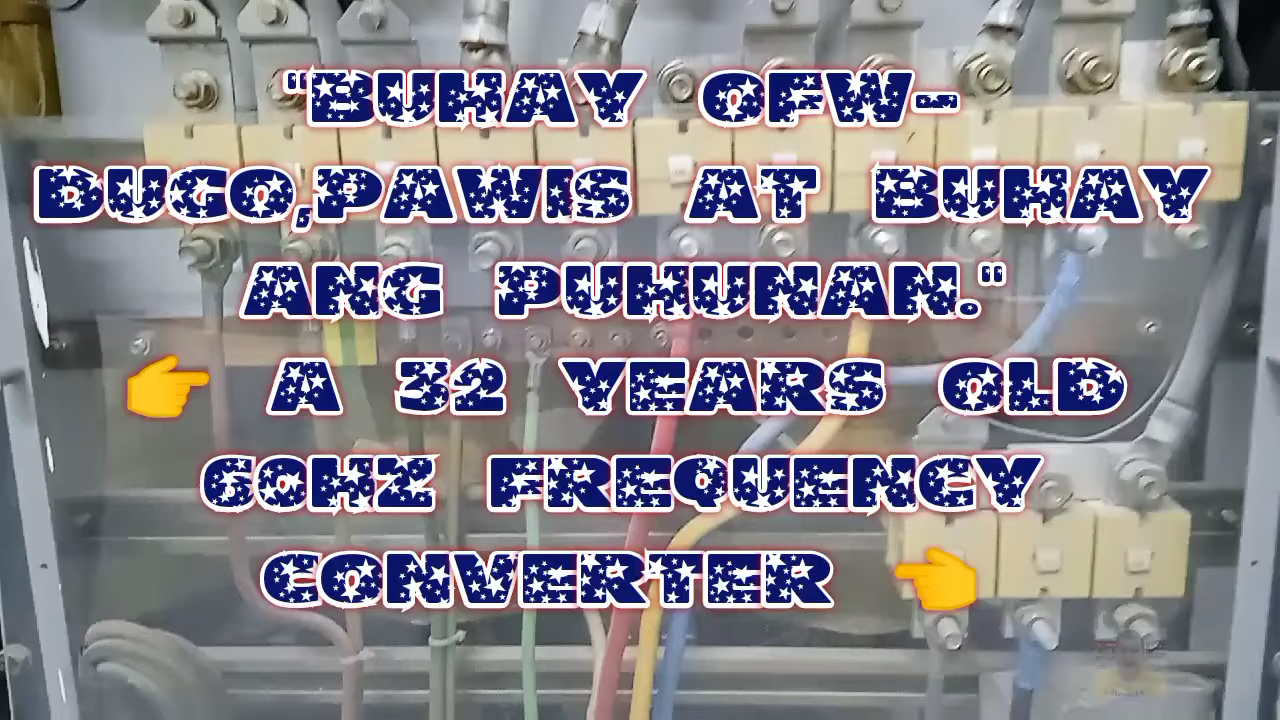 "BUHAY OFW-
DUGO,PAWIS AT BUHAY
ANG PUHUNAN."
👉 A 32 YEARS OLD
60HZ FREQUENCY
CONVERTER 👈